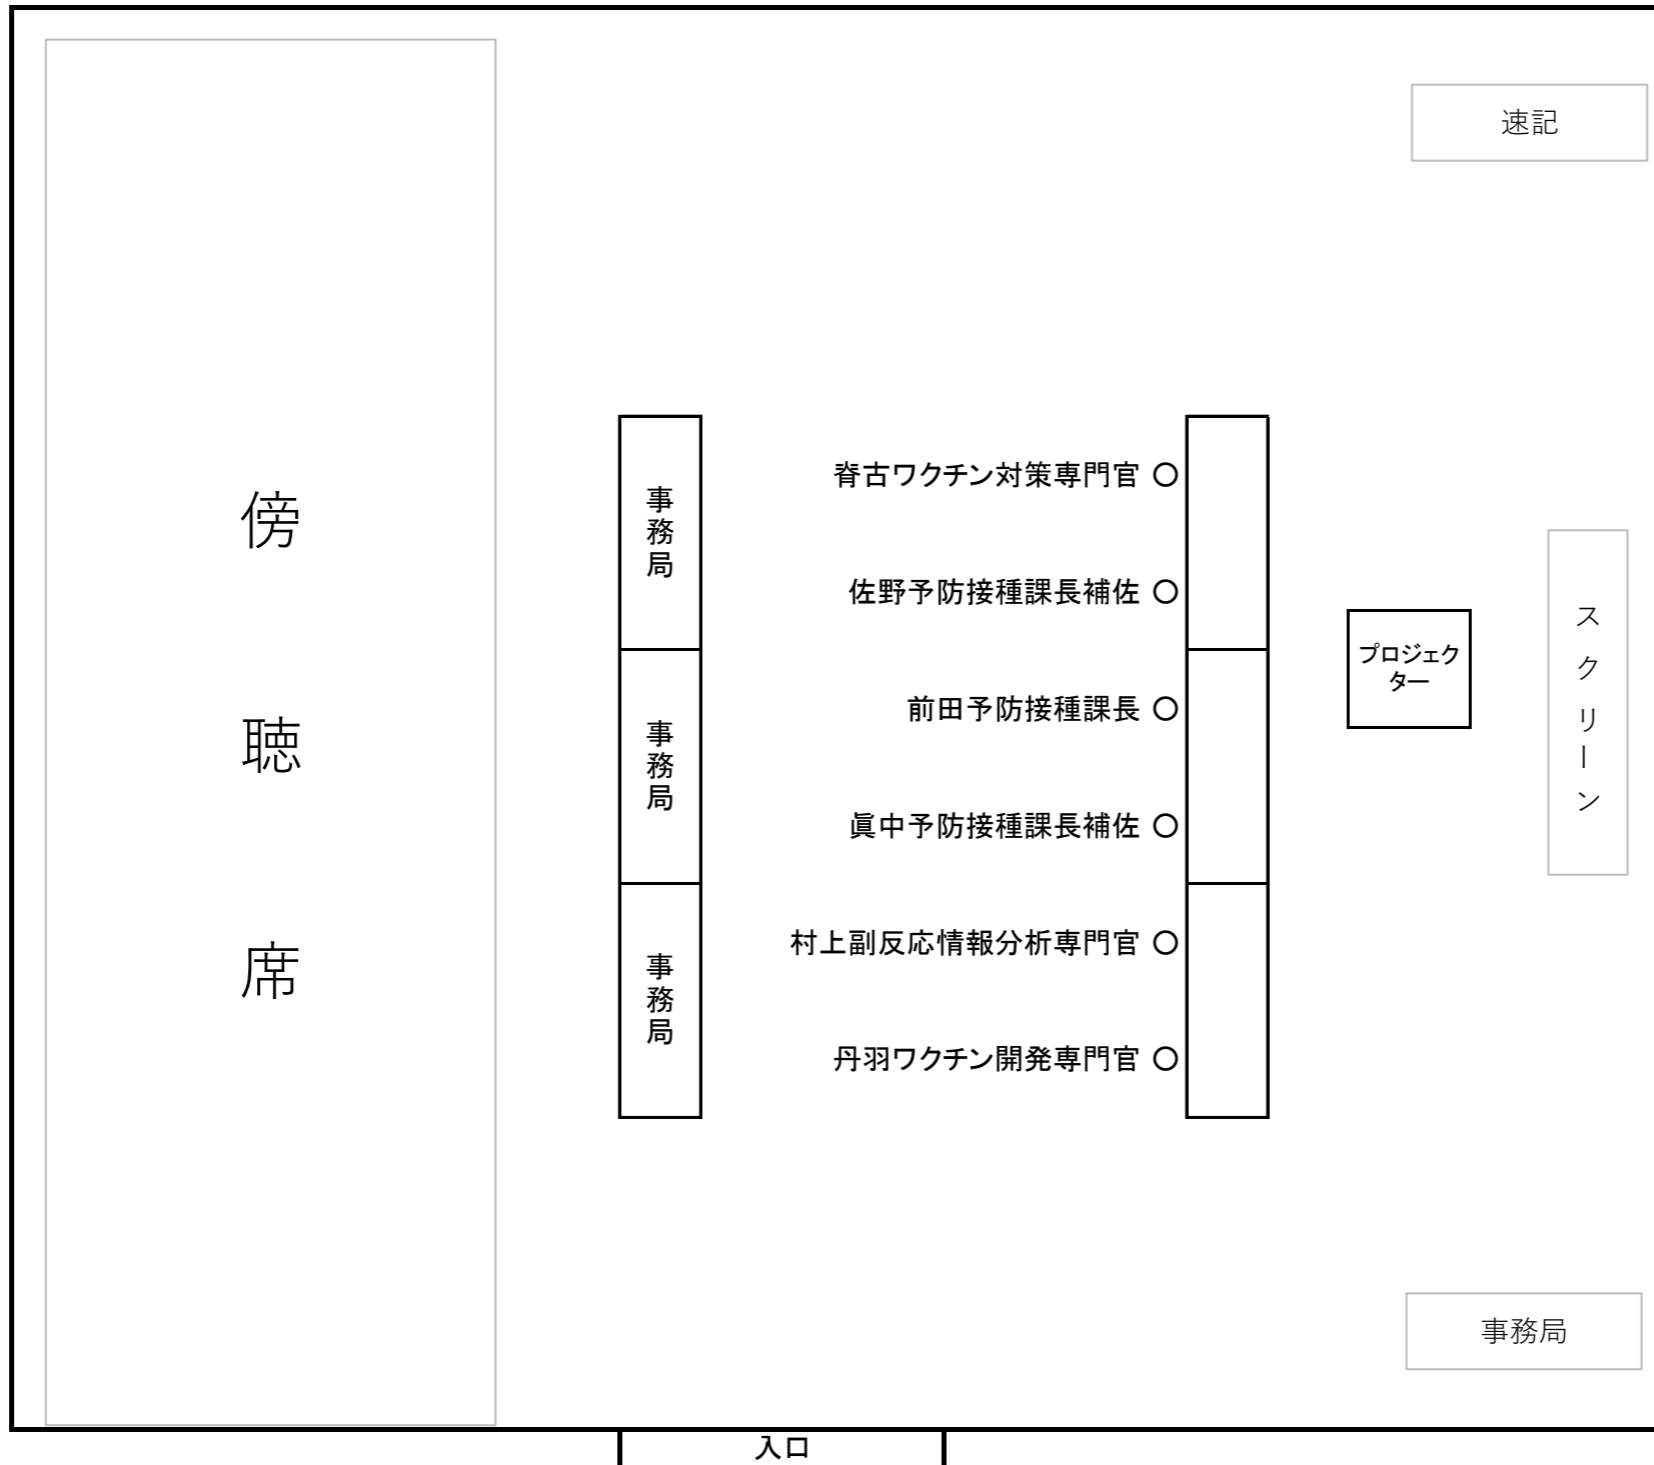 速記
傍聴席
事務局
事務局
事務局
脊古ワクチン対策専門官 ○
佐野予防接種課長補佐 ○
前田予防接種課長 ○
眞中予防接種課長補佐 ○
村上副反応情報分析専門官 ○
丹羽ワクチン開発専門官 ○
プロジェク
ター
スクリーン
事務局
入口